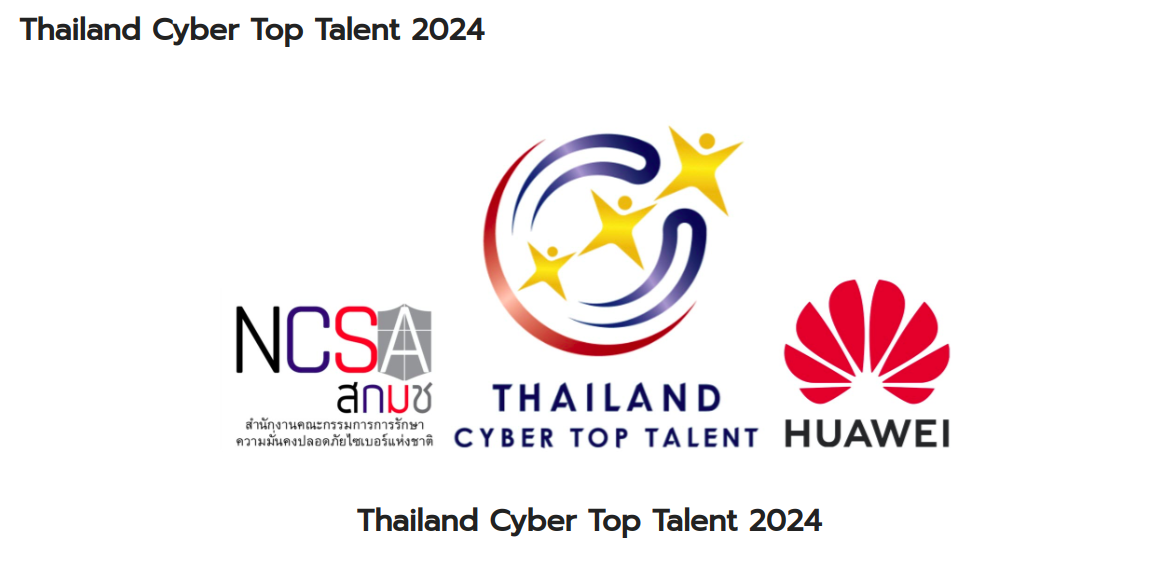 Thailand Cyber Top Talent 2024
NCSA
สกมช
สำนักงานคณะกรรมการการรักษา
ความมั่นคงปลอดภัยไซเบอร์แห่งชาติ
THAILAND
CYBER TOP TALENT
HUAWEI
Thailand Cyber Top Talent 2024